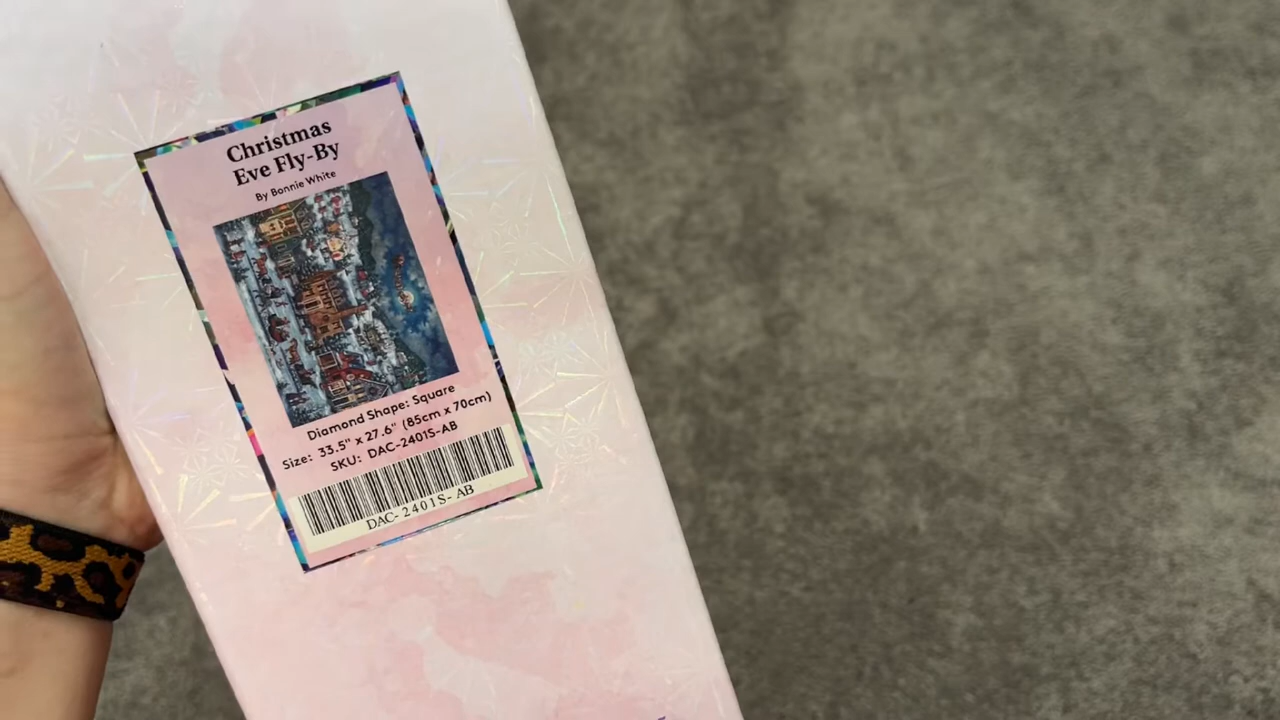 Christmas
Eve Fly-By
By Bonnie White
Diamond Shape: Square
Size: 33.5" x 27.6" (85cm x 70cm)
SKU: DAC-2401S-AB
DAC- 2401S- AB